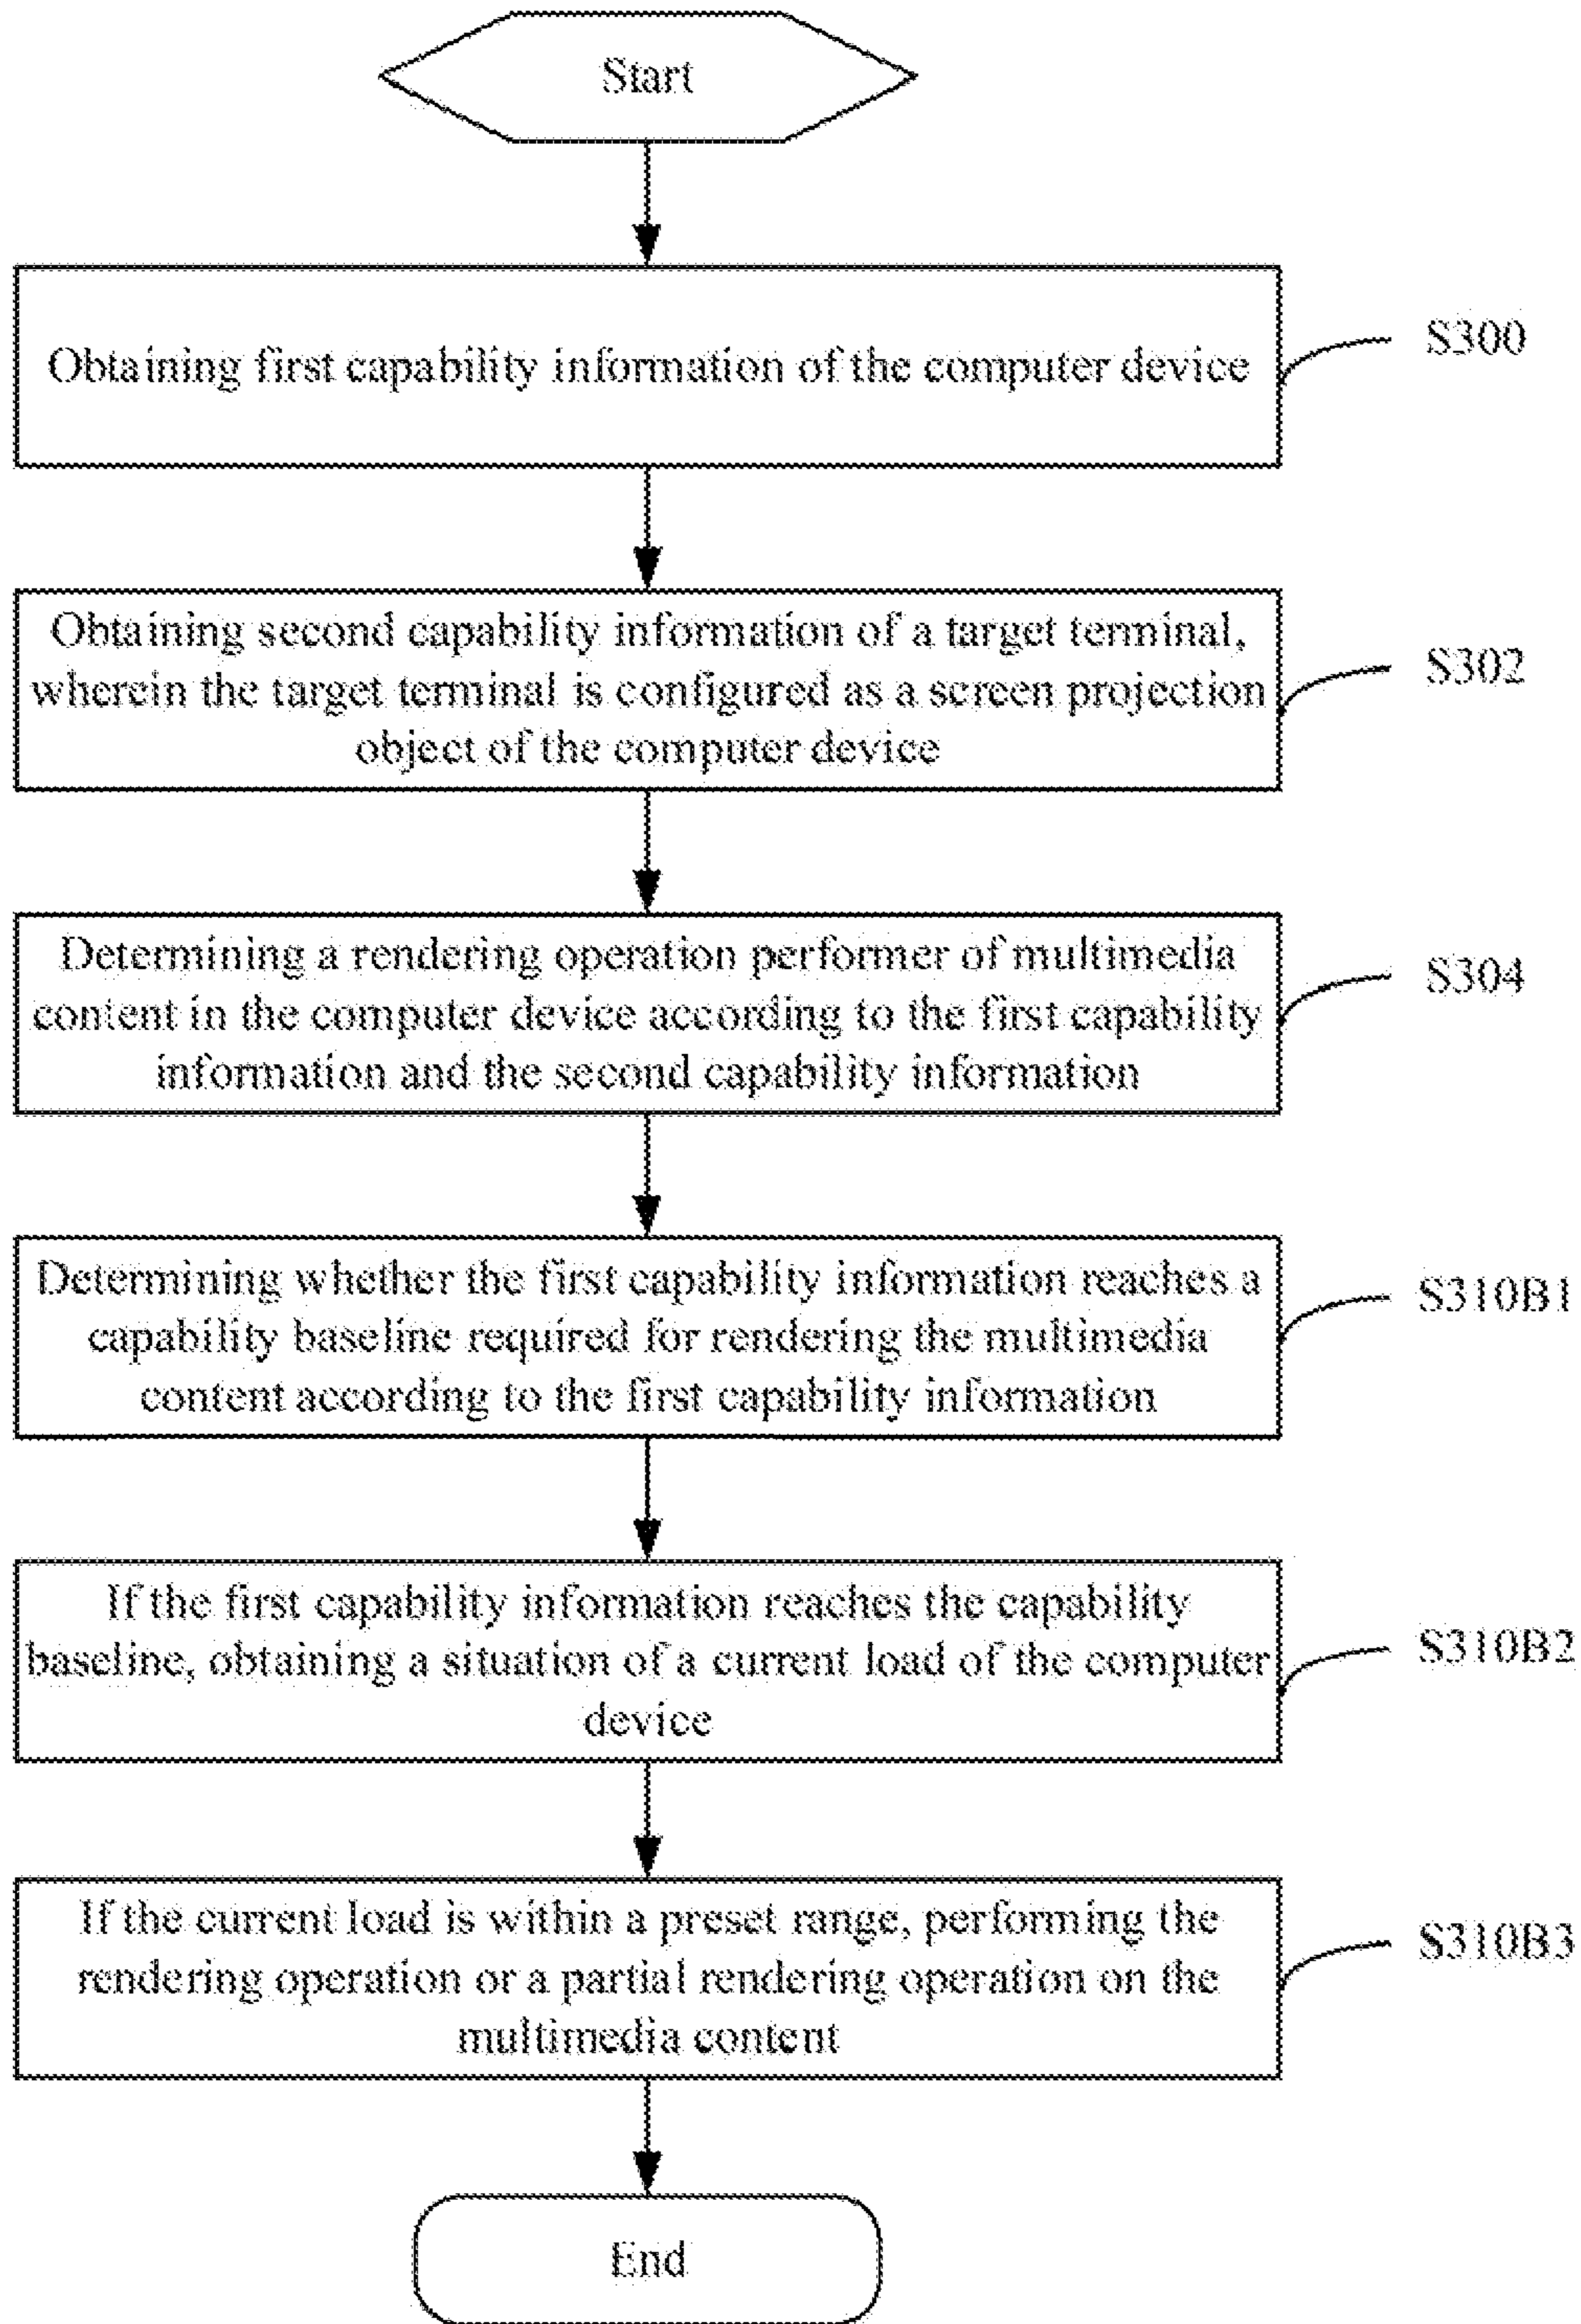 Start
Obtaining first capability information of the computer device
S300
Obtaining second capability information of a target terminal,
wherein the target terminal is configured as a screen projection
object of the computer device
S302
Determining a rendering operation performer of multimedia
content in the computer device according to the first capability
information and the second capability information
S304
Determining whether the first capability information reaches a
capability baseline required for rendering the multimedia
content according to the first capability information
S310B1
If the first capability information reaches the capability
baseline, obtaining a situation of a current load of the computer
device
S310B2
If the current load is within a preset range, performing the
rendering operation or a partial rendering operation on the
multimedia content
S310B3
End